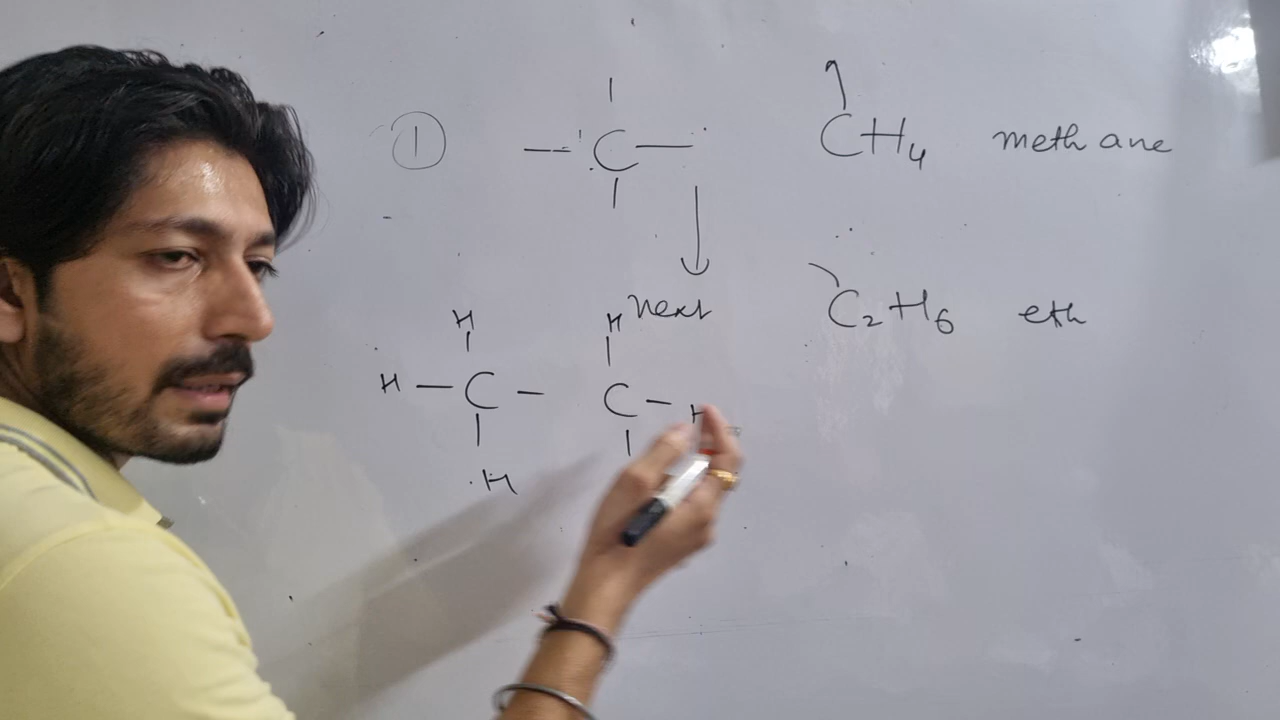 ① — C — CH4 methane
next
C2H6 eth
H H
H — C — C — H
H